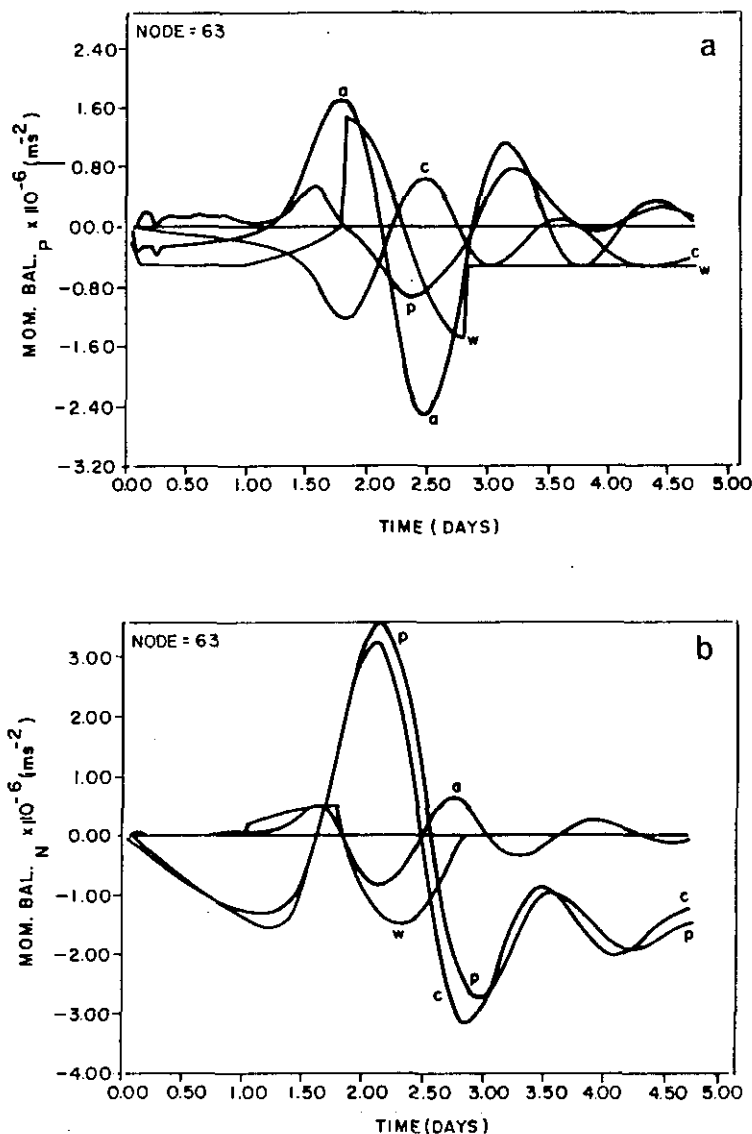 NODE = 63
a
MOM. BAL.P x 10-6 (ms-2)
2.40
1.60
0.80
00.0
-0.80
-1.60
-2.40
-3.20
a
c
p
w
a
c
w
0.00 0.50 1.00 1.50 2.00 2.50 3.00 3.50 4.00 4.50 5.00
TIME (DAYS)
NODE = 63
b
MOM. BAL. N x 10-6 (ms-2)
3.00
2.00
1.00
0.00
-1.00
-2.00
-3.00
-4.00
p
a
w
p
c
c
p
0.00 0.50 1.00 1.50 2.00 2.50 3.00 3.50 4.00 4.50 5.00
TIME (DAYS)